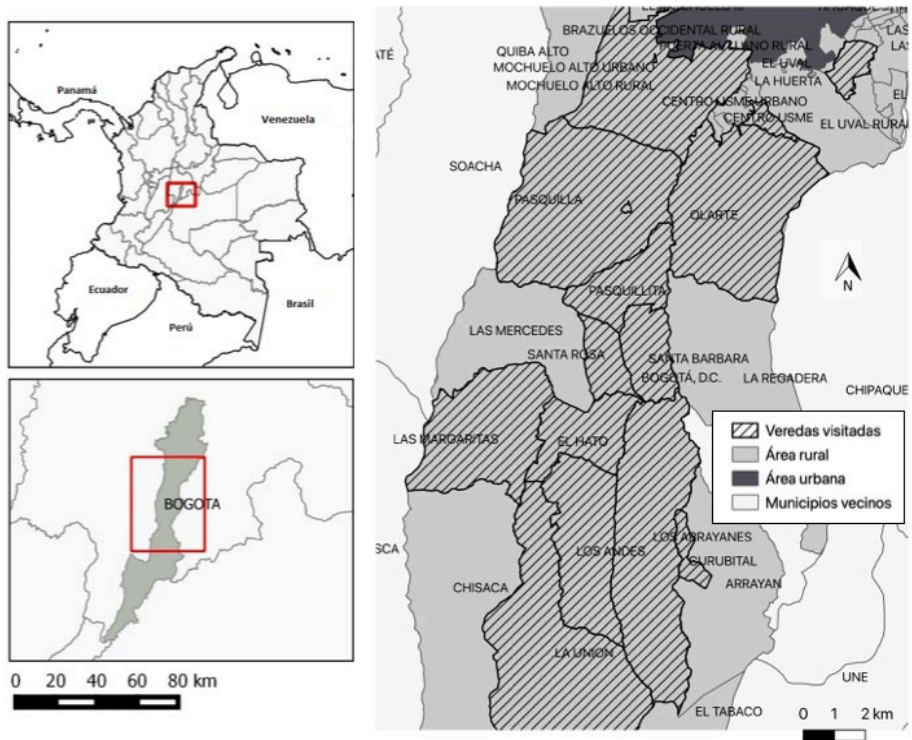 Panamá
Venezuela
Ecuador
Perú
Brasil
BOGOTA
0 20 40 60 80 km
BRAZUELOS OCCIDENTAL RURAL
PUERTA AVLLANO RURAL
QUIBA ALTO
EL UVAL
MOCHUELO ALTO URBANO
LA HUERTA
MOCHUELO ALTO RURAL
CENTRO USME URBANO
CENTRO USME
EL UVAL RURAL
SOACHA
PASQUILLA
OLARTE
N
PASQUILLITA
LAS MERCEDES
SANTA ROSA
SANTA BARBARA
BOGOTÁ, D.C.
LA REGADERA
CHIPAQUE
LAS MARGARITAS
EL HATO
Veredas visitadas
Área rural
Área urbana
Municipios vecinos
LOS ANDES
LOS ARRAYANES
CURUBITAL
CHISACA
ARRAYAN
LA UNION
UNE
EL TABACO
0 1 2 km